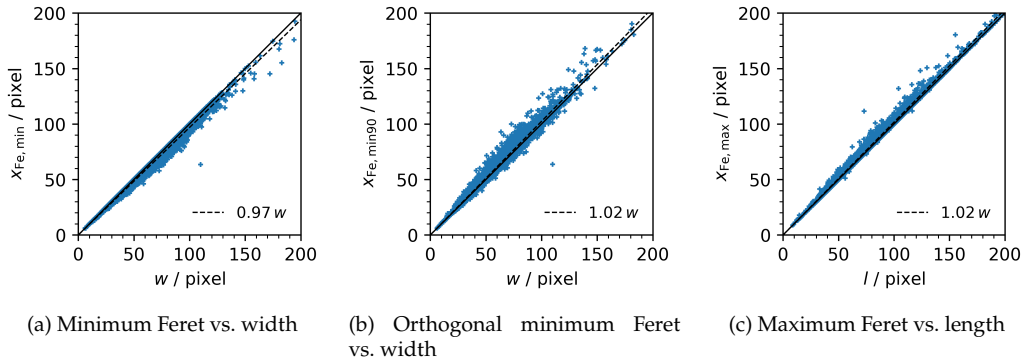 200
150
100
50
0
x_Fe, min / pixel
0.97 w
0 50 100 150 200
w / pixel
(a) Minimum Feret vs. width
200
150
100
50
0
x_Fe, min90 / pixel
1.02 w
0 50 100 150 200
w / pixel
(b) Orthogonal minimum Feret
vs. width
200
150
100
50
0
x_Fe, max / pixel
1.02 w
0 50 100 150 200
l / pixel
(c) Maximum Feret vs. length